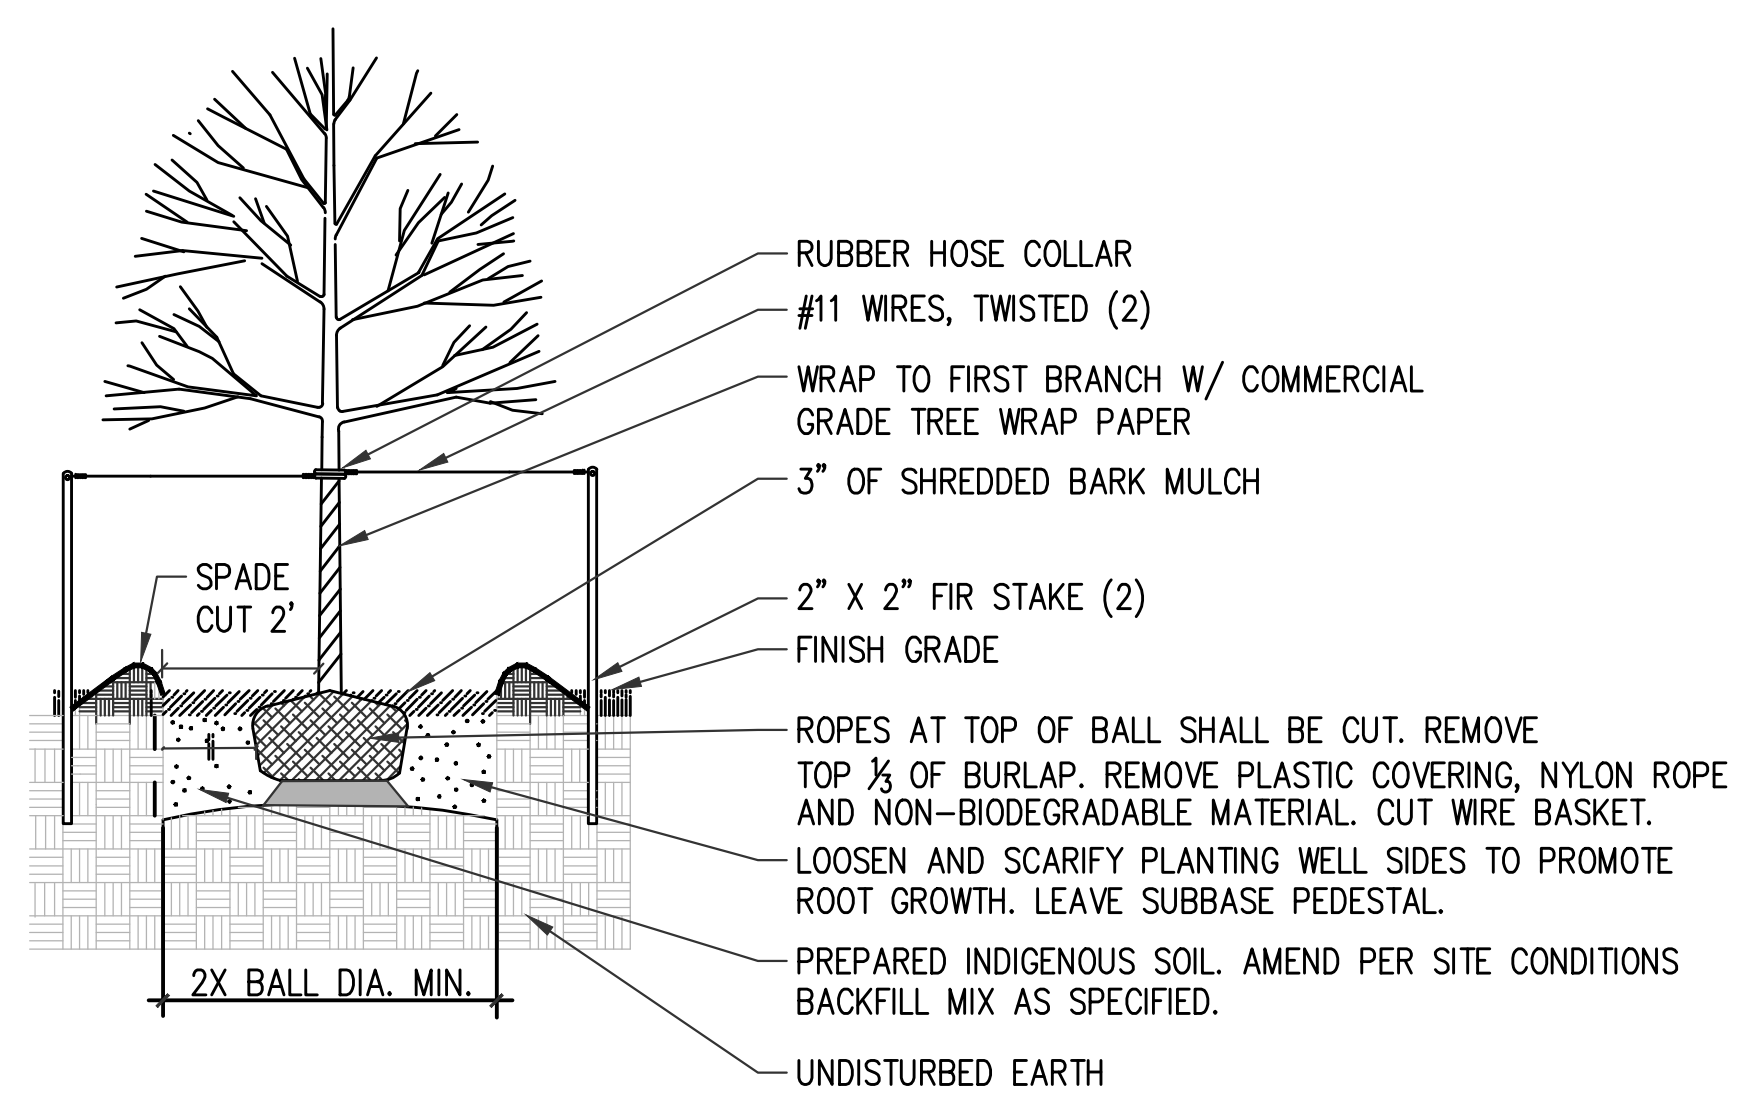 RUBBER HOSE COLLAR
#11 WIRES, TWISTED (2)
WRAP TO FIRST BRANCH W/ COMMERCIAL
GRADE TREE WRAP PAPER
3" OF SHREDDED BARK MULCH
SPADE
CUT 2'
2" X 2" FIR STAKE (2)
FINISH GRADE
ROPES AT TOP OF BALL SHALL BE CUT. REMOVE
TOP ⅓ OF BURLAP. REMOVE PLASTIC COVERING, NYLON ROPE
AND NON-BIODEGRADABLE MATERIAL. CUT WIRE BASKET.
LOOSEN AND SCARIFY PLANTING WELL SIDES TO PROMOTE
ROOT GROWTH. LEAVE SUBBASE PEDESTAL.
PREPARED INDIGENOUS SOIL. AMEND PER SITE CONDITIONS
BACKFILL MIX AS SPECIFIED.
2X BALL DIA. MIN.
UNDISTURBED EARTH